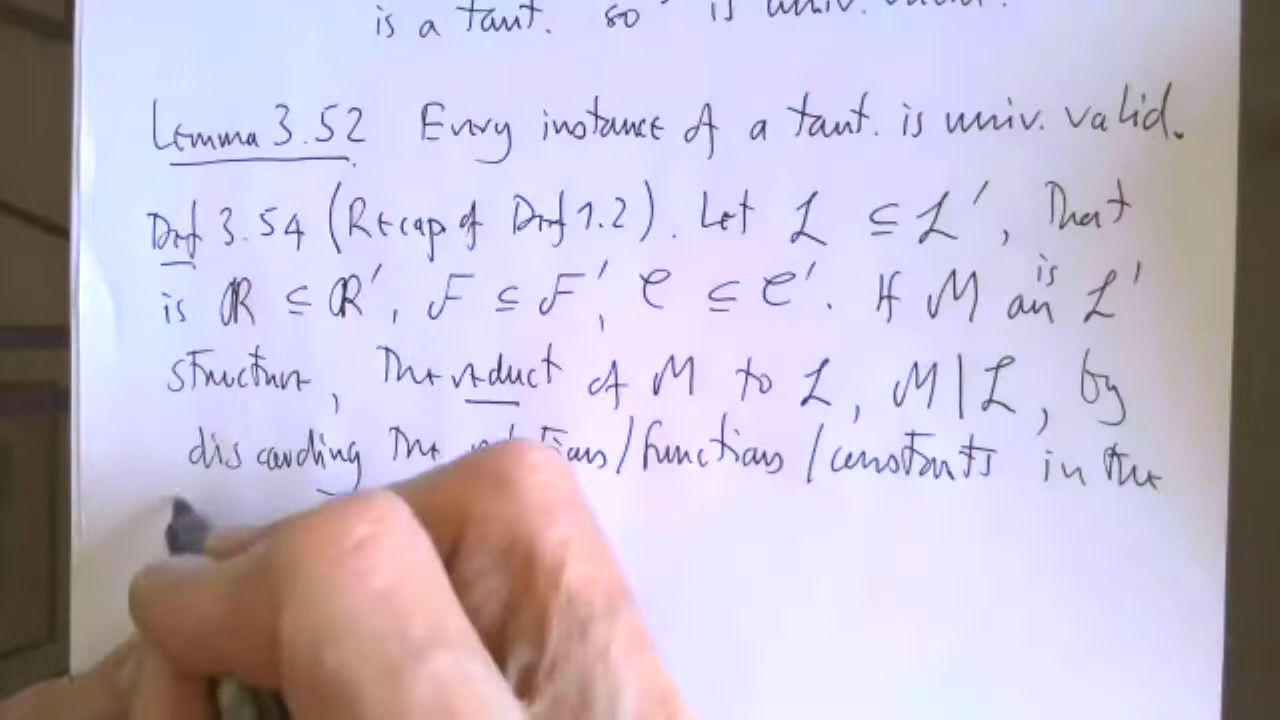 is a taut. so is univ. valid.
Lemma 3.52 Every instance of a taut. is univ. valid.
Def 3.54 (Recap of Def 1.2). Let L ⊆ L', that
is R ⊆ R', F ⊆ F', C ⊆ C'. If M is an L'
structure, the reduct of M to L, M|L, by
discarding the /functions/constants in the